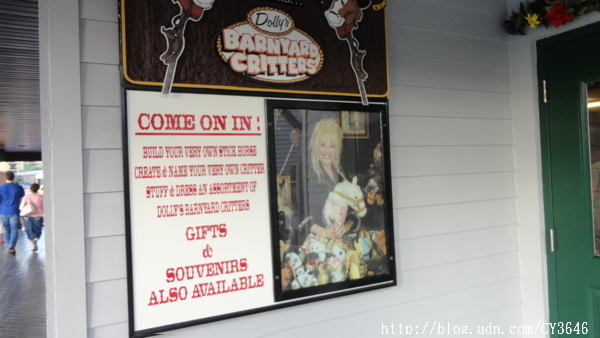 Dolly's
BARNYARD
CRITTERS
COME ON IN!
BUILD YOUR VERY OWN STICK HORSE
CREATE & NAME YOUR VERY OWN CRITTER
STUFF & DRESS AN ASSORTMENT OF
DOLLY'S BARNYARD CRITTERS
GIFTS
&
SOUVENIRS
ALSO AVAILABLE
http://blog.udn.com/CY3646